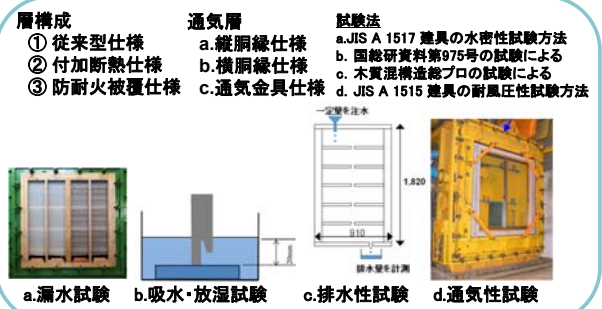 層構成
① 従来型仕様
② 付加断熱仕様
③ 防耐火被覆仕様
通気層
a.縦胴縁仕様
b.横胴縁仕様
c.通気金具仕様
試験法
a.JIS A 1517 建具の水密性試験方法
b. 国総研資料第975号の試験による
c. 木質混構造総プロの試験による
d. JIS A 1515 建具の耐風圧性試験方法
一定量を注水
1,820
910
排水量を計測
a.漏水試験
b.吸水・放湿試験
c.排水性試験
d.通気性試験